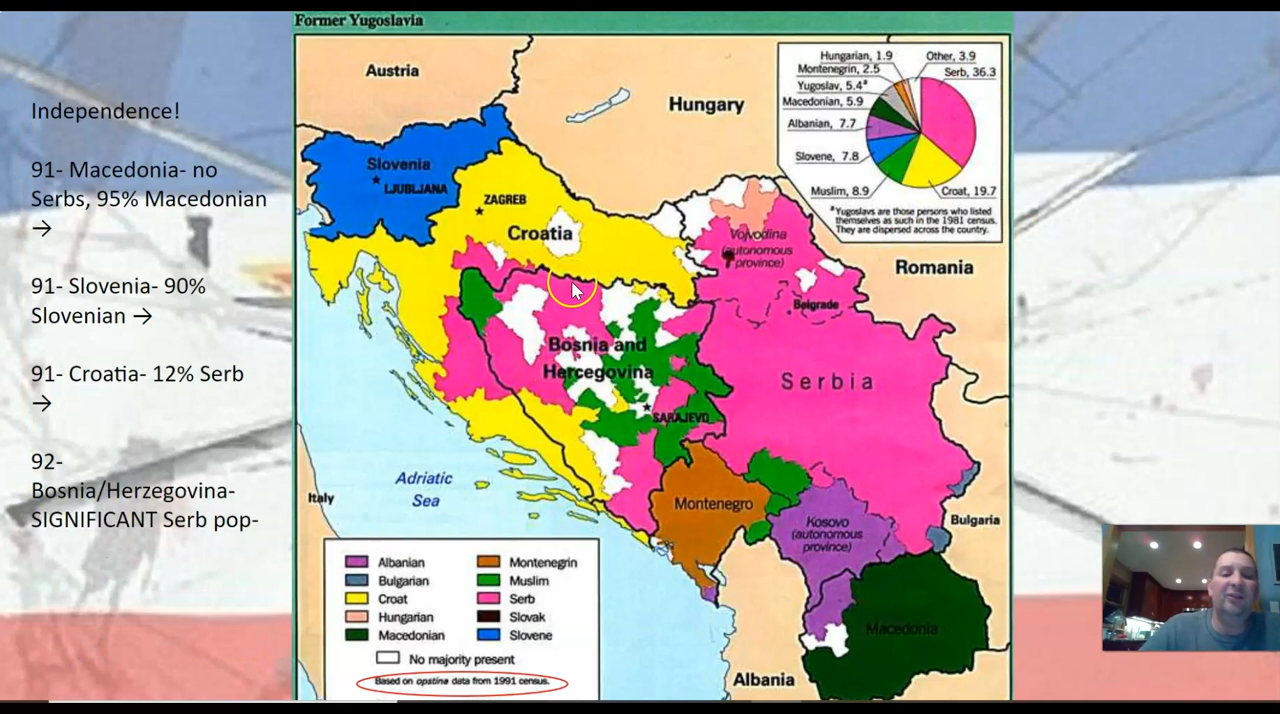 Former Yugoslavia
Independence!
91- Macedonia- no
Serbs, 95% Macedonian
→
91- Slovenia- 90%
Slovenian →
91- Croatia- 12% Serb
→
92-
Bosnia/Herzegovina-
SIGNIFICANT Serb pop-
Austria
Hungary
Slovenia
LJUBLJANA
ZAGREB
Croatia
Vojvodina
(autonomous
province)
Romania
Belgrade
Bosnia and
Hercegovina
SARAJEVO
Serbia
Adriatic
Sea
Italy
Montenegro
Kosovo
(autonomous
province)
Bulgaria
Macedonia
Albania
Hungarian, 1.9
Other, 3.9
Montenegrin, 2.5
Serb, 36.3
Yugoslav, 5.4ª
Macedonian, 5.9
Albanian, 7.7
Slovene, 7.8
Muslim, 8.9
Croat, 19.7
ªYugoslavs are those persons who listed
themselves as such in the 1981 census.
They are dispersed across the country.
Albanian
Montenegrin
Bulgarian
Muslim
Croat
Serb
Hungarian
Slovak
Macedonian
Slovene
No majority present
Based on opstina data from 1991 census.